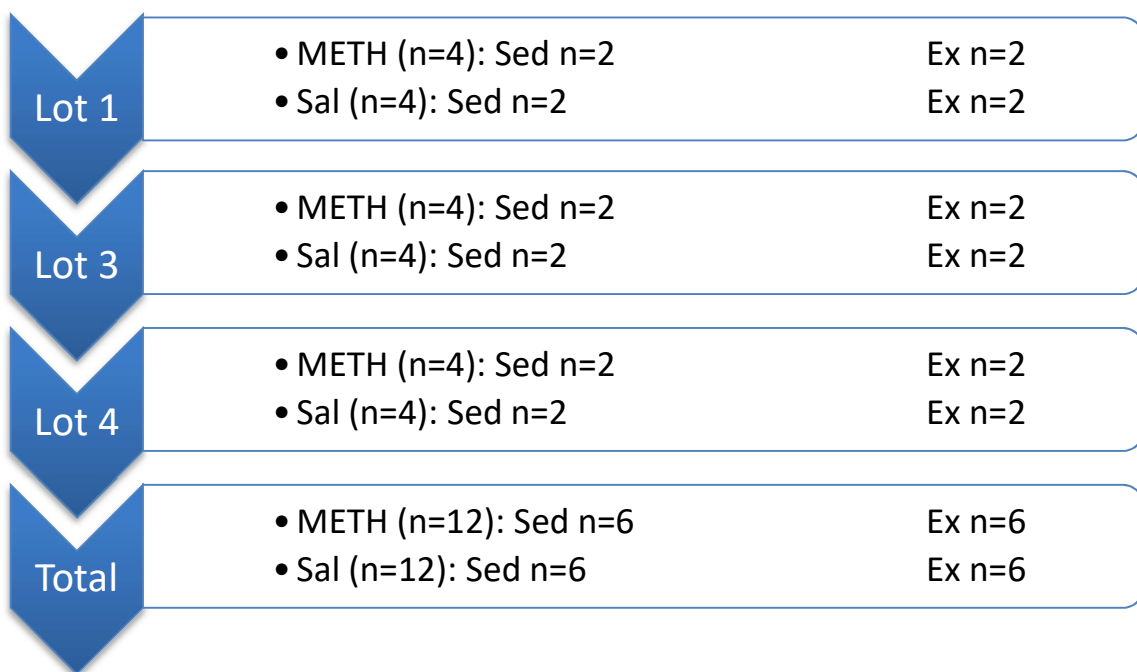 Lot 1
• METH (n=4): Sed n=2 Ex n=2
• Sal (n=4): Sed n=2 Ex n=2
Lot 3
• METH (n=4): Sed n=2 Ex n=2
• Sal (n=4): Sed n=2 Ex n=2
Lot 4
• METH (n=4): Sed n=2 Ex n=2
• Sal (n=4): Sed n=2 Ex n=2
Total
• METH (n=12): Sed n=6 Ex n=6
• Sal (n=12): Sed n=6 Ex n=6